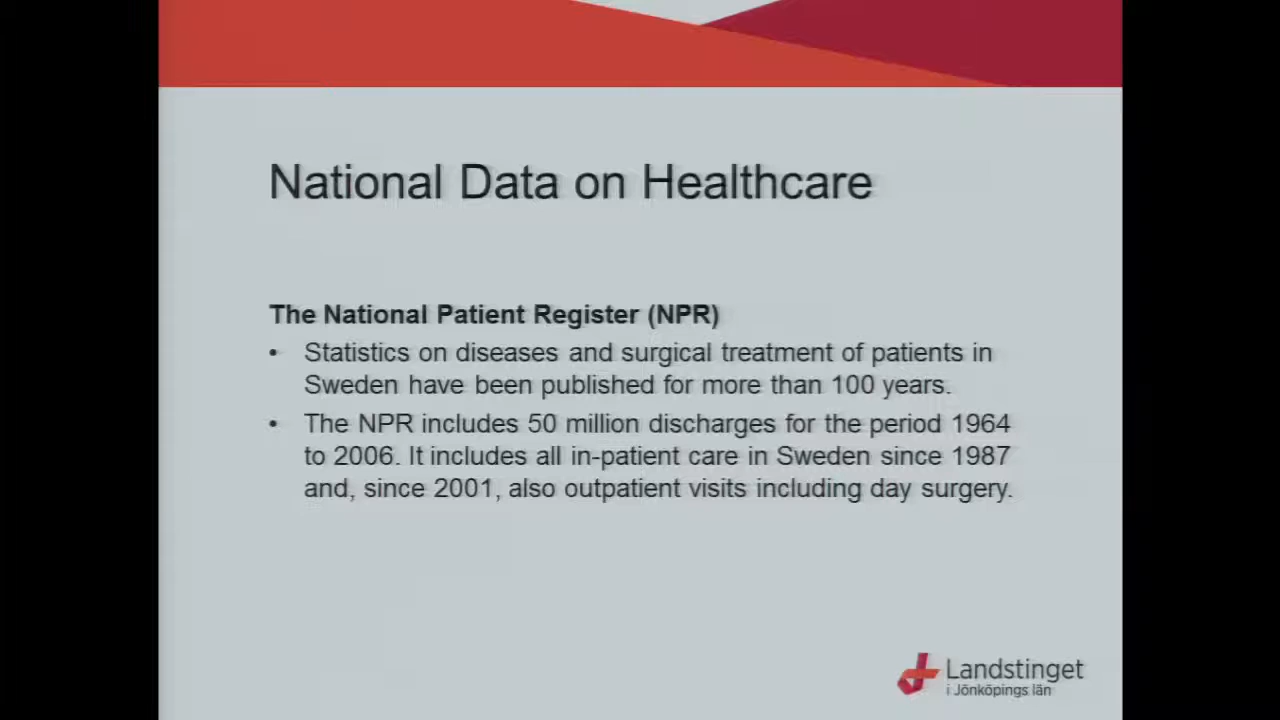 National Data on Healthcare
The National Patient Register (NPR)
• Statistics on diseases and surgical treatment of patients in
Sweden have been published for more than 100 years.
• The NPR includes 50 million discharges for the period 1964
to 2006. It includes all in-patient care in Sweden since 1987
and, since 2001, also outpatient visits including day surgery.
Landstinget
i Jönköpings län